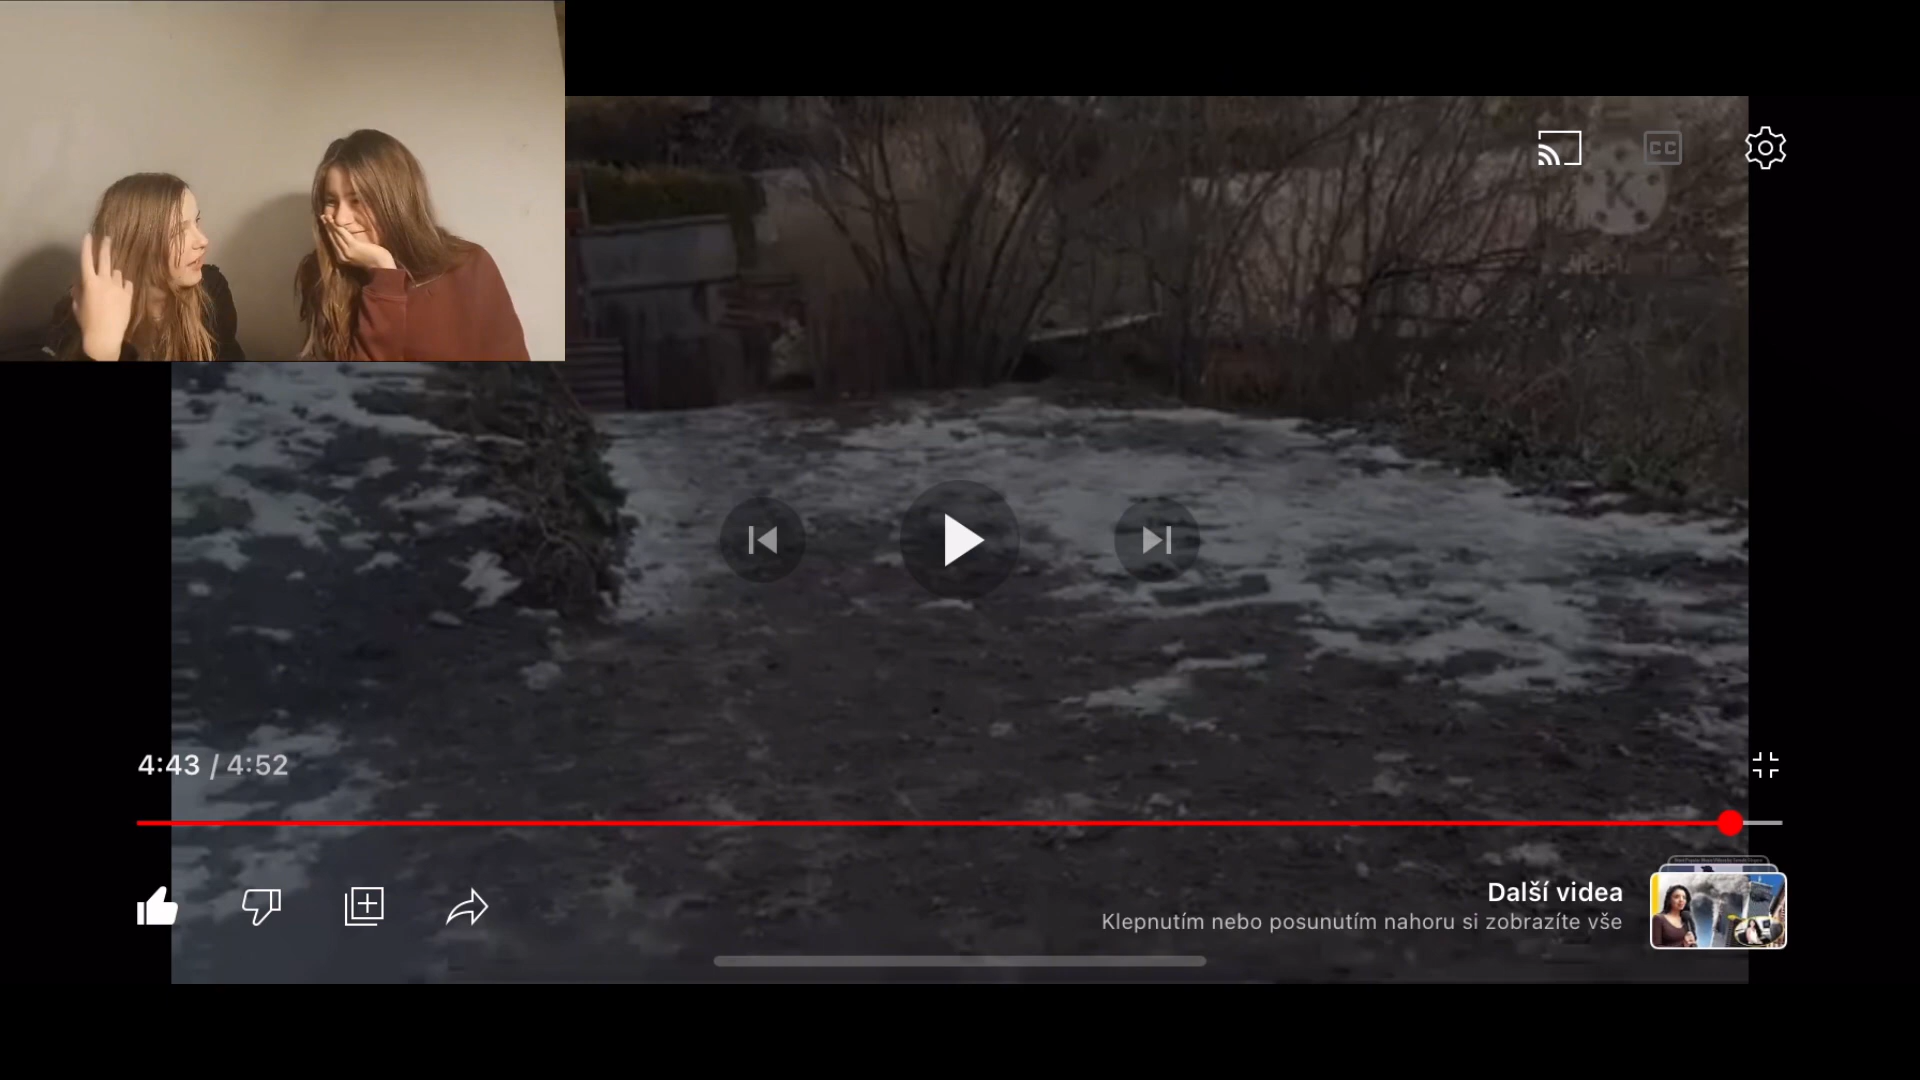 CC
K
4:43 / 4:52
Další videa
Klepnutím nebo posunutím nahoru si zobrazíte vše